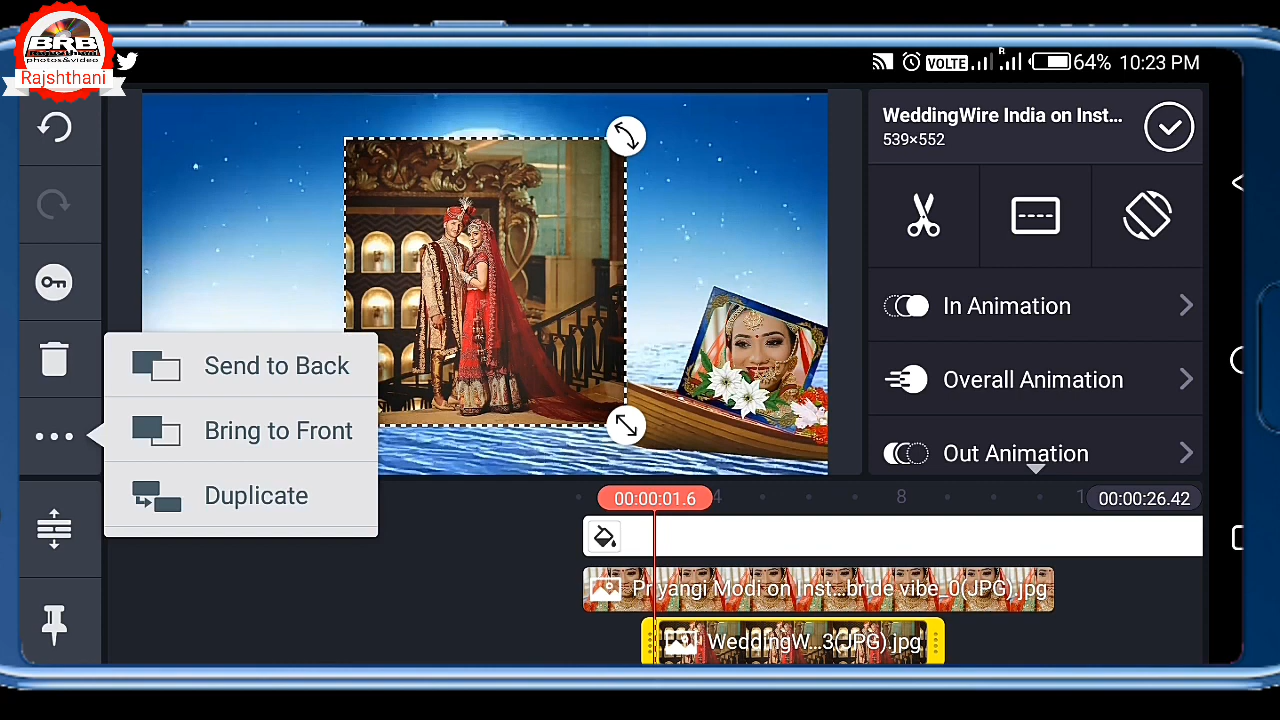 BRB
photos&video
Rajshthani
VOLTE
R
64% 10:23 PM
WeddingWire India on Inst...
539×552
In Animation
Overall Animation
Out Animation
Send to Back
Bring to Front
Duplicate
00:00:01.6
4
8
1
00:00:26.42
Priyangi Modi on Inst...bride vibe_0(JPG).jpg
WeddingW...3(JPG).jpg